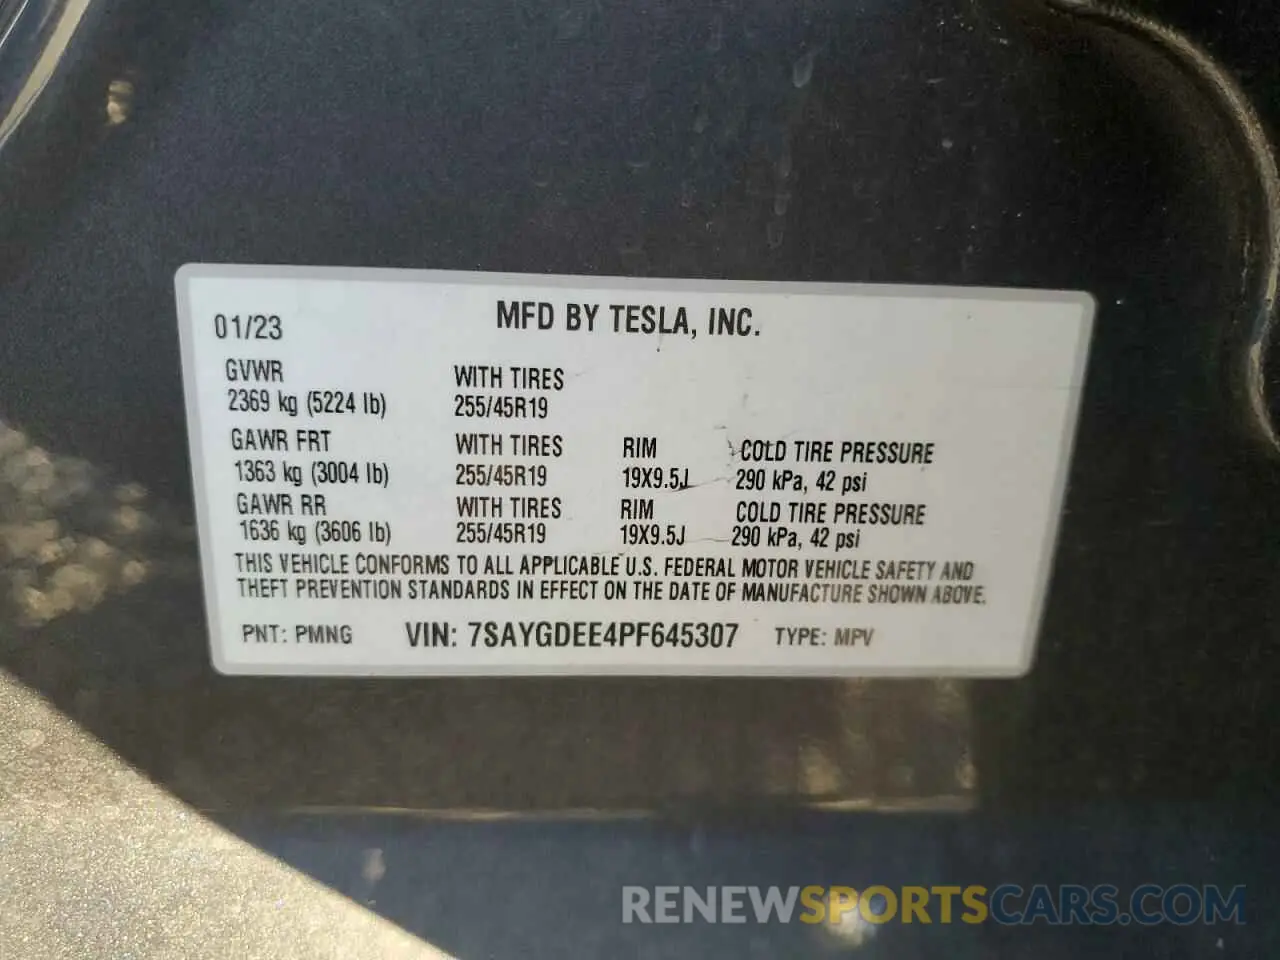 MFD BY TESLA, INC.
01/23
GVWR WITH TIRES
2369 kg (5224 lb) 255/45R19
GAWR FRT WITH TIRES RIM COLD TIRE PRESSURE
1363 kg (3004 lb) 255/45R19 19X9.5J 290 kPa, 42 psi
GAWR RR WITH TIRES RIM COLD TIRE PRESSURE
1636 kg (3606 lb) 255/45R19 19X9.5J 290 kPa, 42 psi
THIS VEHICLE CONFORMS TO ALL APPLICABLE U.S. FEDERAL MOTOR VEHICLE SAFETY AND
THEFT PREVENTION STANDARDS IN EFFECT ON THE DATE OF MANUFACTURE SHOWN ABOVE.
PNT: PMNG VIN: 7SAYGDEE4PF645307 TYPE: MPV
RENEWSPORTSCARS.COM